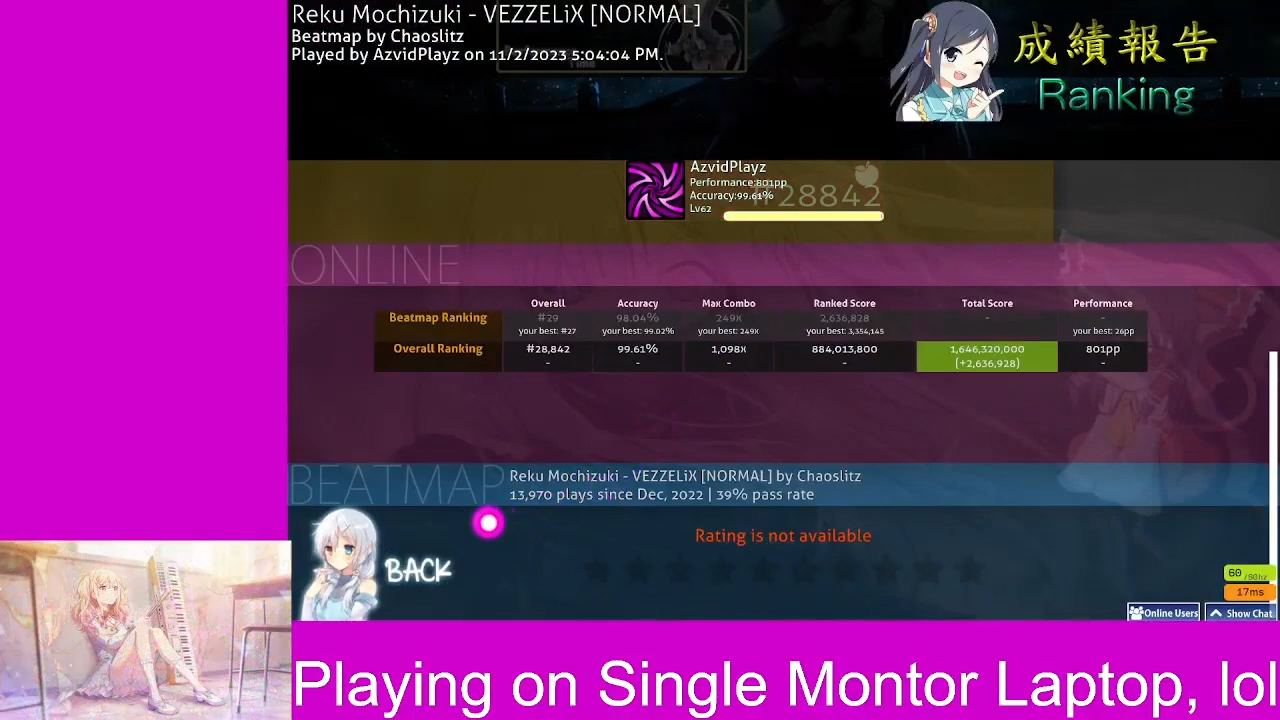 Reku Mochizuki - VEZZELiX [NORMAL]
Beatmap by Chaoslitz
Played by AzvidPlayz on 11/2/2023 5:04:04 PM.
成績報告
Ranking
AzvidPlayz
Performance:801pp
Accuracy:99.61%
Lv62
#28842
ONLINE
Overall Accuracy Max Combo Ranked Score Total Score Performance
Beatmap Ranking #29 98.04% 249x 2,636,828 - -
your best: #27 your best: 99.02% your best: 249x your best: 3,354,145 your best: 26pp
Overall Ranking #28,842 99.61% 1,098x 884,013,800 1,646,320,000 801pp
- - - - (+2,636,928) -
BEATMAP
Reku Mochizuki - VEZZELiX [NORMAL] by Chaoslitz
13,970 plays since Dec, 2022 | 39% pass rate
Rating is not available
BACK
60 /80hz
17ms
Online Users Show Chat
Playing on Single Montor Laptop, lol